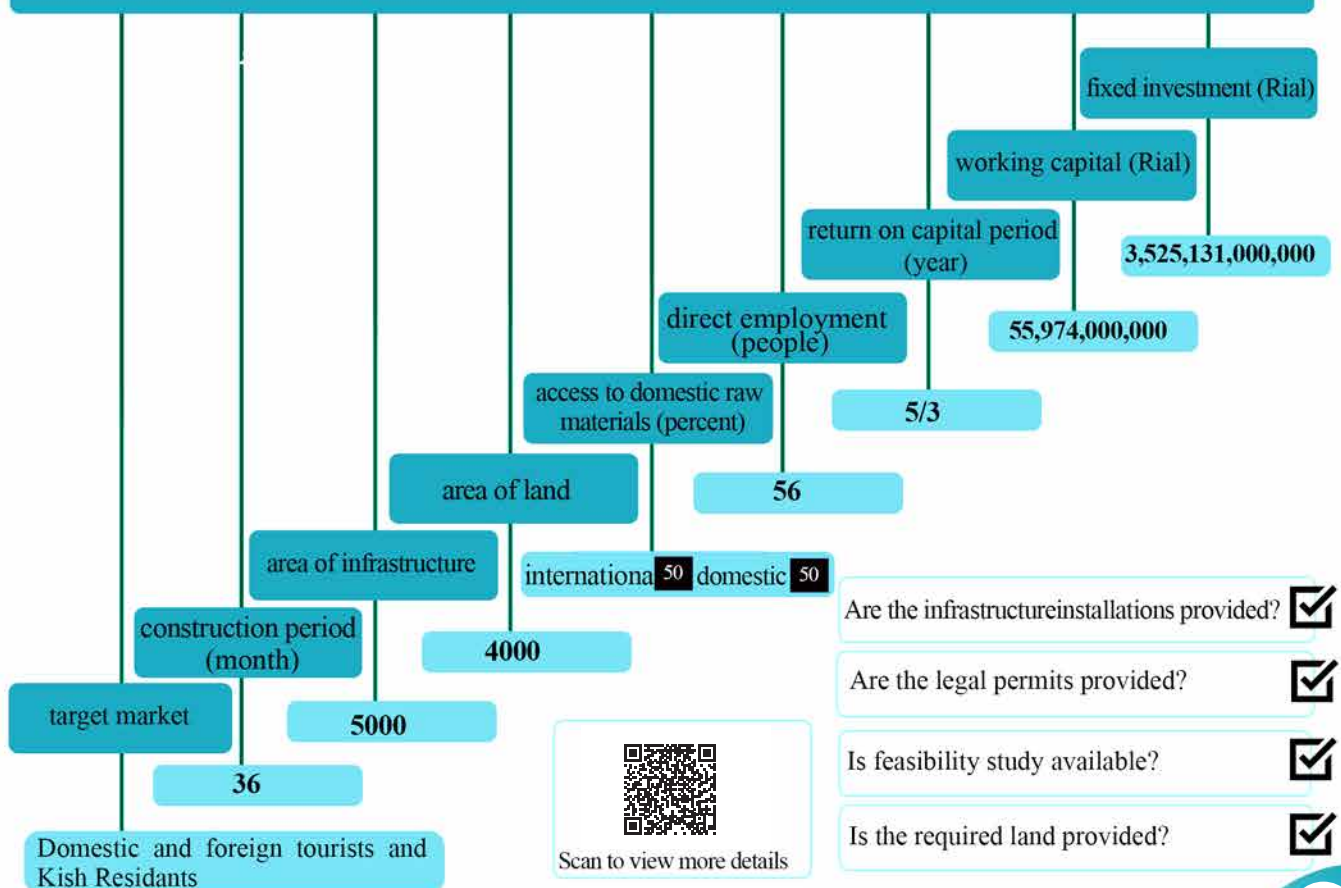 fixed investment (Rial)
3,525,131,000,000
working capital (Rial)
55,974,000,000
return on capital period
(year)
5/3
direct employment
(people)
56
access to domestic raw
materials (percent)
internationa 50 domestic 50
area of land
4000
area of infrastructure
5000
construction period
(month)
36
target market
Domestic and foreign tourists and
Kish Residants
Scan to view more details
Are the infrastructureinstallations provided?
Are the legal permits provided?
Is feasibility study available?
Is the required land provided?